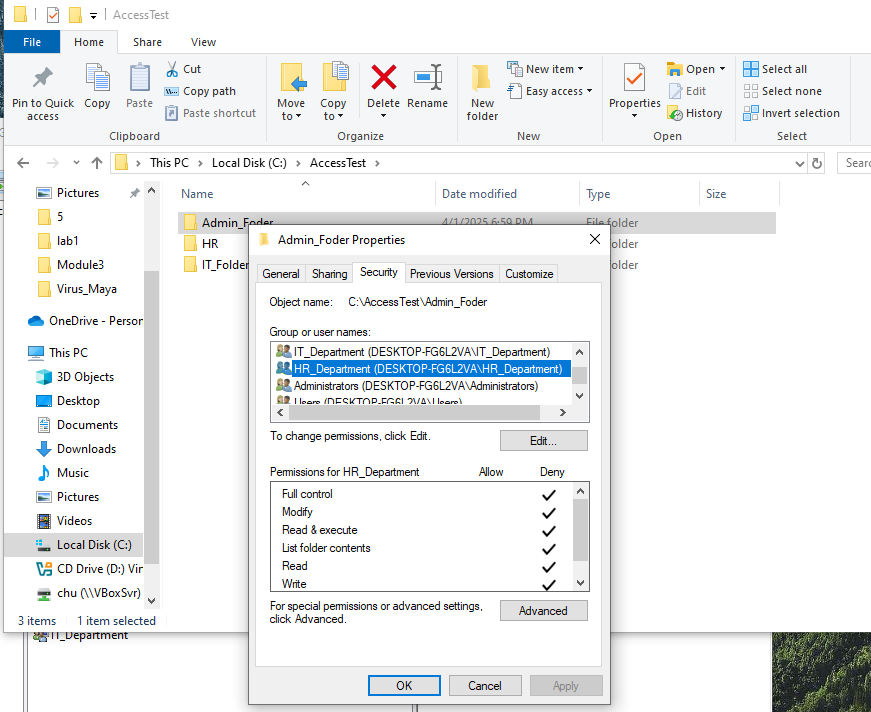 AccessTest
File Home Share View
Pin to Quick access
Copy
Paste
Cut
Copy path
Paste shortcut
Clipboard
Move to
Copy to
Delete
Rename
Organize
New folder
New item
Easy access
New
Properties
Open
Edit
History
Open
Select all
Select none
Invert selection
Select
This PC > Local Disk (C:) > AccessTest >
Sear
Pictures
5
lab1
Module3
Virus_Maya
OneDrive - Person
This PC
3D Objects
Desktop
Documents
Downloads
Music
Pictures
Videos
Local Disk (C:)
CD Drive (D:) Vir
chu (\\VBoxSvr)
3 items 1 item selected
IT_Department
Name Date modified Type Size
Admin_Foder 4/1/2025 6:59 PM File folder
HR older
IT_Folder older
Admin_Foder Properties
General Sharing Security Previous Versions Customize
Object name: C:\AccessTest\Admin_Foder
Group or user names:
IT_Department (DESKTOP-FG6L2VA\IT_Department)
HR_Department (DESKTOP-FG6L2VA\HR_Department)
Administrators (DESKTOP-FG6L2VA\Administrators)
Users (DESKTOP-FG6L2VA\Users)
To change permissions, click Edit.
Edit...
Permissions for HR_Department Allow Deny
Full control
Modify
Read & execute
List folder contents
Read
Write
For special permissions or advanced settings,
click Advanced.
Advanced
OK Cancel Apply